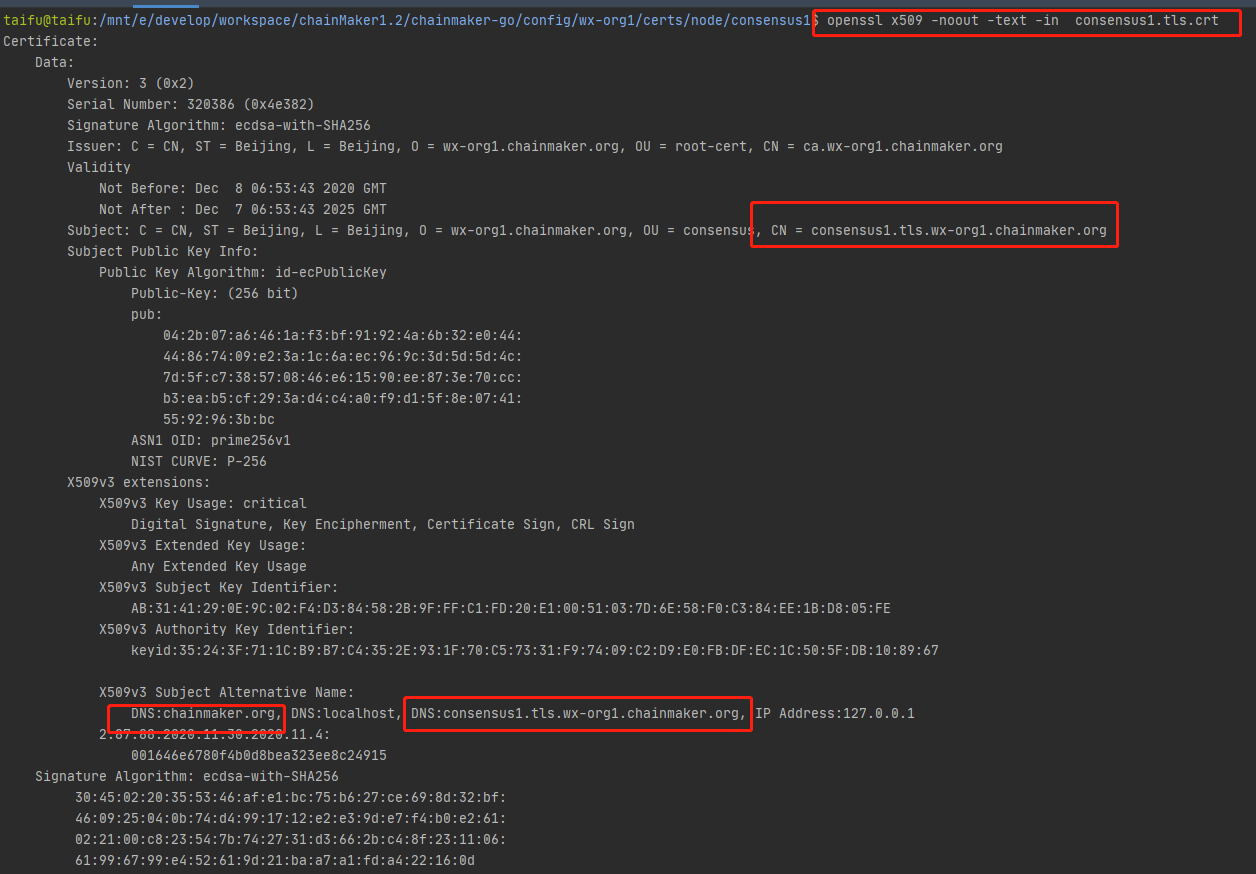 taifu@taifu:/mnt/e/develop/workspace/chainMaker1.2/chainmaker-go/config/wx-org1/certs/node/consensus1$ openssl x509 -noout -text -in  consensus1.tls.crt
Certificate:
    Data:
        Version: 3 (0x2)
        Serial Number: 320386 (0x4e382)
        Signature Algorithm: ecdsa-with-SHA256
        Issuer: C = CN, ST = Beijing, L = Beijing, O = wx-org1.chainmaker.org, OU = root-cert, CN = ca.wx-org1.chainmaker.org
        Validity
            Not Before: Dec  8 06:53:43 2020 GMT
            Not After : Dec  7 06:53:43 2025 GMT
        Subject: C = CN, ST = Beijing, L = Beijing, O = wx-org1.chainmaker.org, OU = consensus, CN = consensus1.tls.wx-org1.chainmaker.org
        Subject Public Key Info:
            Public Key Algorithm: id-ecPublicKey
                Public-Key: (256 bit)
                pub:
                    04:2b:07:a6:46:1a:f3:bf:91:92:4a:6b:32:e0:44:
                    44:86:74:09:e2:3a:1c:6a:ec:96:9c:3d:5d:5d:4c:
                    7d:5f:c7:38:57:08:46:e6:15:90:ee:87:3e:70:cc:
                    b3:ea:b5:cf:29:3a:d4:c4:a0:f9:d1:5f:8e:07:41:
                    55:92:96:3b:bc
                ASN1 OID: prime256v1
                NIST CURVE: P-256
        X509v3 extensions:
            X509v3 Key Usage: critical
                Digital Signature, Key Encipherment, Certificate Sign, CRL Sign
            X509v3 Extended Key Usage:
                Any Extended Key Usage
            X509v3 Subject Key Identifier:
                AB:31:41:29:0E:9C:02:F4:D3:84:58:2B:9F:FF:C1:FD:20:E1:00:51:03:7D:6E:58:F0:C3:84:EE:1B:D8:05:FE
            X509v3 Authority Key Identifier:
                keyid:35:24:3F:71:1C:B9:B7:C4:35:2E:93:1F:70:C5:73:31:F9:74:09:C2:D9:E0:FB:DF:EC:1C:50:5F:DB:10:89:67
            X509v3 Subject Alternative Name:
                DNS:chainmaker.org, DNS:localhost, DNS:consensus1.tls.wx-org1.chainmaker.org, IP Address:127.0.0.1
            2.87.88.2020.11.30.2020.11.4:
                001646e6780f4b0d8bea323ee8c24915
    Signature Algorithm: ecdsa-with-SHA256
         30:45:02:20:35:53:46:af:e1:bc:75:b6:27:ce:69:8d:32:bf:
         46:09:25:04:0b:74:d4:99:17:12:e2:e3:9d:e7:f4:b0:e2:61:
         02:21:00:c8:23:54:7b:74:27:31:d3:66:2b:c4:8f:23:11:06:
         61:99:67:99:e4:52:61:9d:21:ba:a7:a1:fd:a4:22:16:0d